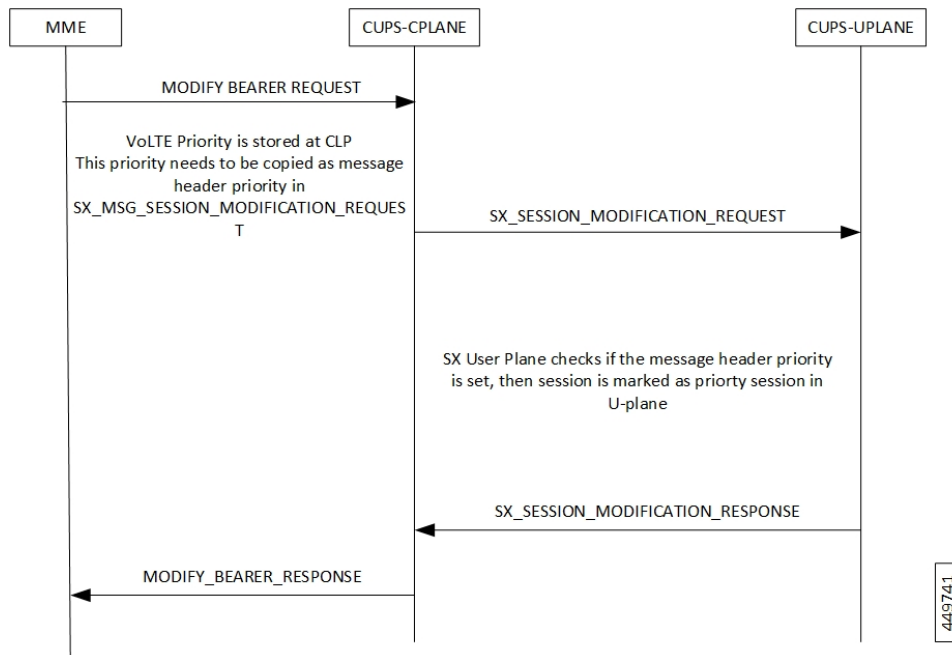 MME
CUPS-CPLANE
CUPS-UPLANE
MODIFY BEARER REQUEST
VoLTE Priority is stored at CLP
This priority needs to be copied as message
header priority in
SX_MSG_SESSION_MODIFICATION_REQUES
T
SX_SESSION_MODIFICATION_REQUEST
SX User Plane checks if the message header priority
is set, then session is marked as priorty session in
U-plane
SX_SESSION_MODIFICATION_RESPONSE
MODIFY_BEARER_RESPONSE
449741